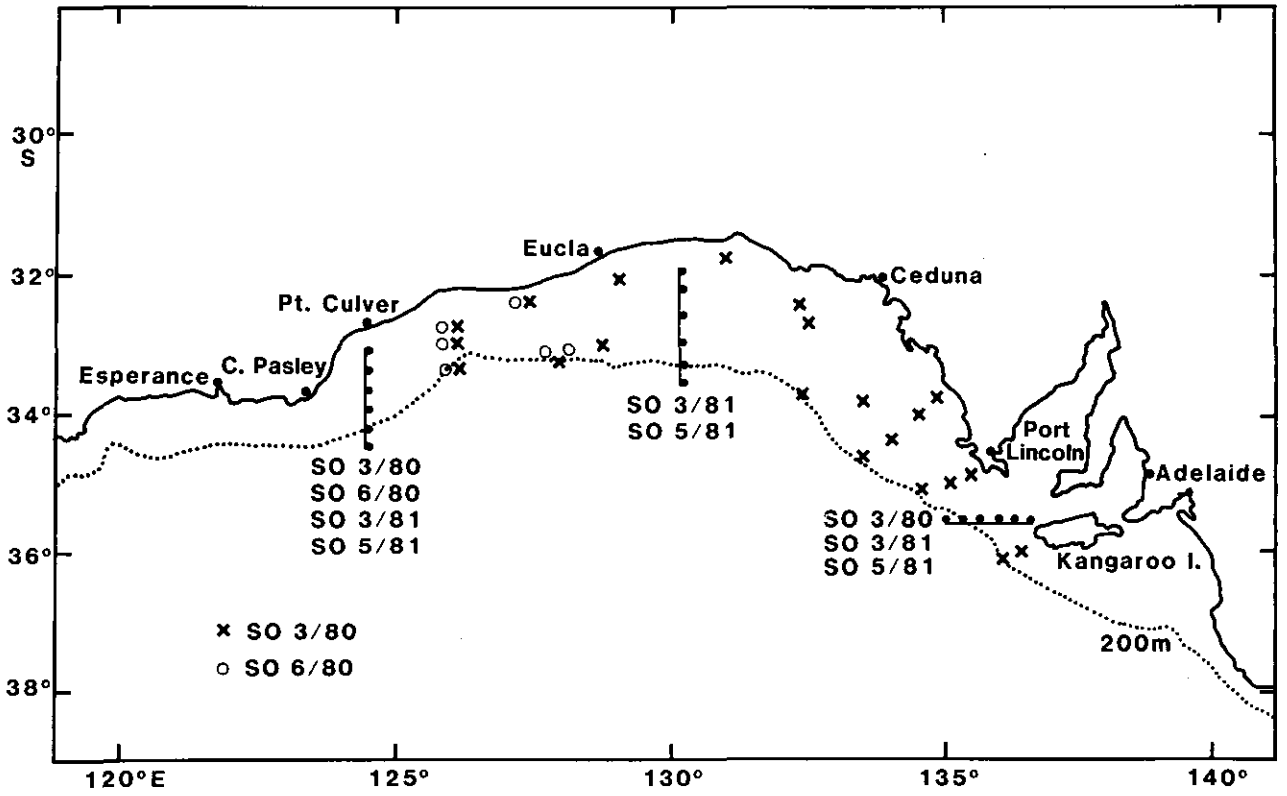 30°
S
32°
34°
36°
38°
120°E
125°
130°
135°
140°
Eucla
Ceduna
Pt. Culver
C. Pasley
Esperance
Port
Lincoln
Adelaide
Kangaroo I.
200m
SO 3/80
SO 6/80
SO 3/81
SO 5/81
SO 3/81
SO 5/81
SO 3/80
SO 3/81
SO 5/81
x SO 3/80
o SO 6/80